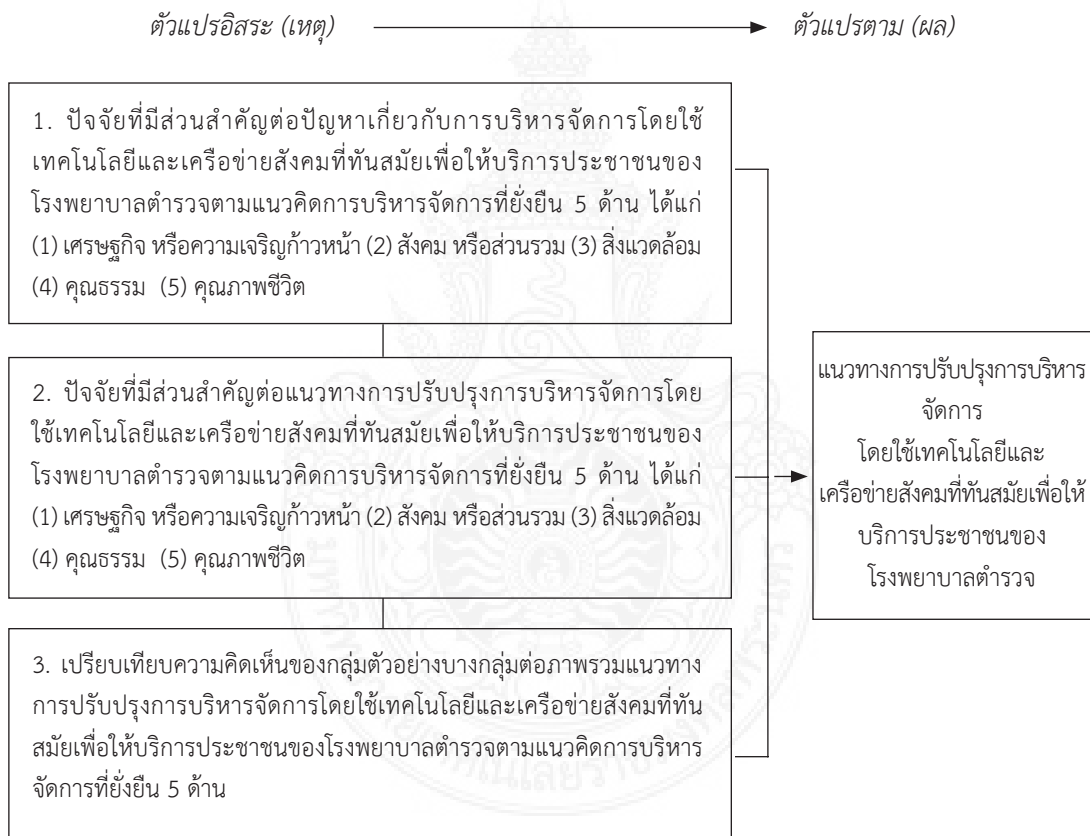 ตัวแปรอิสระ (เหตุ) ตัวแปรตาม (ผล)
1. ปัจจัยที่มีส่วนสำคัญต่อปัญหาเกี่ยวกับการบริหารจัดการโดยใช้
เทคโนโลยีและเครือข่ายสังคมที่ทันสมัยเพื่อให้บริการประชาชนของ
โรงพยาบาลตำรวจตามแนวคิดการบริหารจัดการที่ยั่งยืน 5 ด้าน ได้แก่
(1) เศรษฐกิจ หรือความเจริญก้าวหน้า (2) สังคม หรือส่วนรวม (3) สิ่งแวดล้อม
(4) คุณธรรม (5) คุณภาพชีวิต
2. ปัจจัยที่มีส่วนสำคัญต่อแนวทางการปรับปรุงการบริหารจัดการโดย
ใช้เทคโนโลยีและเครือข่ายสังคมที่ทันสมัยเพื่อให้บริการประชาชนของ
โรงพยาบาลตำรวจตามแนวคิดการบริหารจัดการที่ยั่งยืน 5 ด้าน ได้แก่
(1) เศรษฐกิจ หรือความเจริญก้าวหน้า (2) สังคม หรือส่วนรวม (3) สิ่งแวดล้อม
(4) คุณธรรม (5) คุณภาพชีวิต
3. เปรียบเทียบความคิดเห็นของกลุ่มตัวอย่างบางกลุ่มต่อภาพรวมแนวทาง
การปรับปรุงการบริหารจัดการโดยใช้เทคโนโลยีและเครือข่ายสังคมที่ทัน
สมัยเพื่อให้บริการประชาชนของโรงพยาบาลตำรวจตามแนวคิดการบริหาร
จัดการที่ยั่งยืน 5 ด้าน
แนวทางการปรับปรุงการบริหาร
จัดการ
โดยใช้เทคโนโลยีและ
เครือข่ายสังคมที่ทันสมัยเพื่อให้
บริการประชาชนของ
โรงพยาบาลตำรวจ